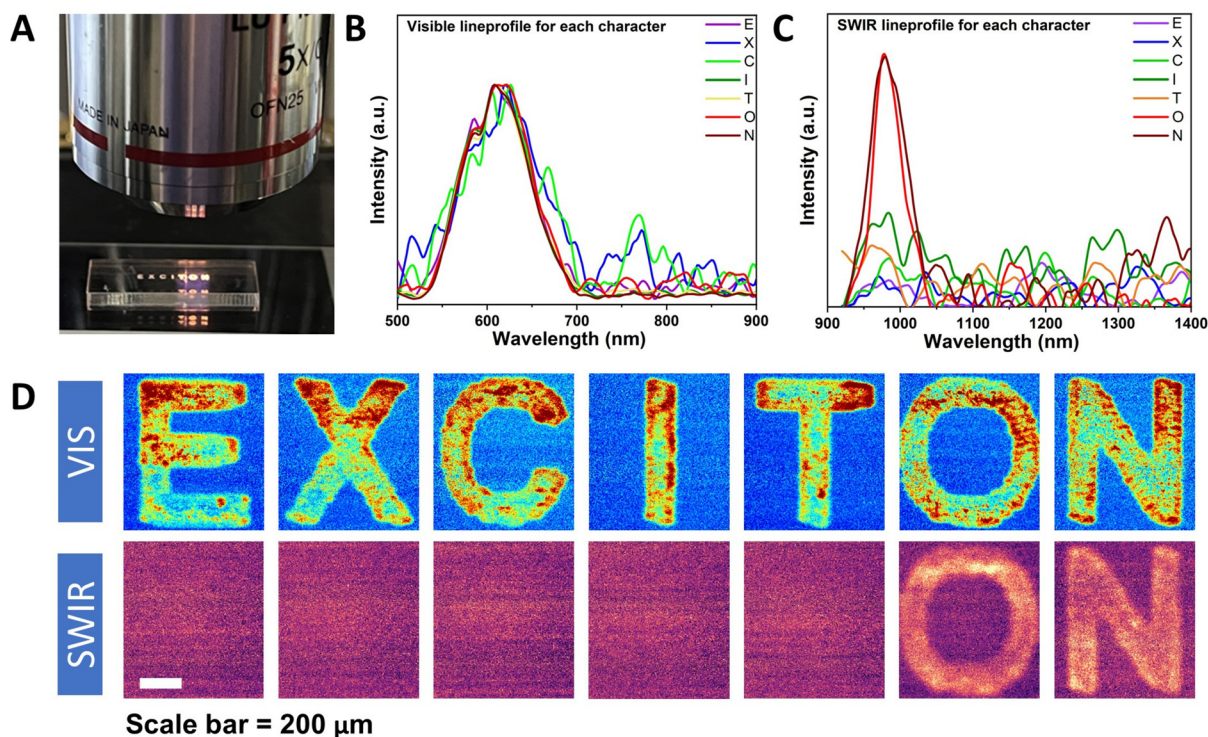 A
LU
5X/0
OFN25
MADE IN JAPAN
EXCITON
B
Visible lineprofile for each character
E
X
C
I
T
O
N
Intensity (a.u.)
500
600
700
800
900
Wavelength (nm)
C
SWIR lineprofile for each character
E
X
C
I
T
O
N
Intensity (a.u.)
900
1000
1100
1200
1300
1400
Wavelength (nm)
D
VIS
E X C I T O N
SWIR
O N
Scale bar = 200 μm